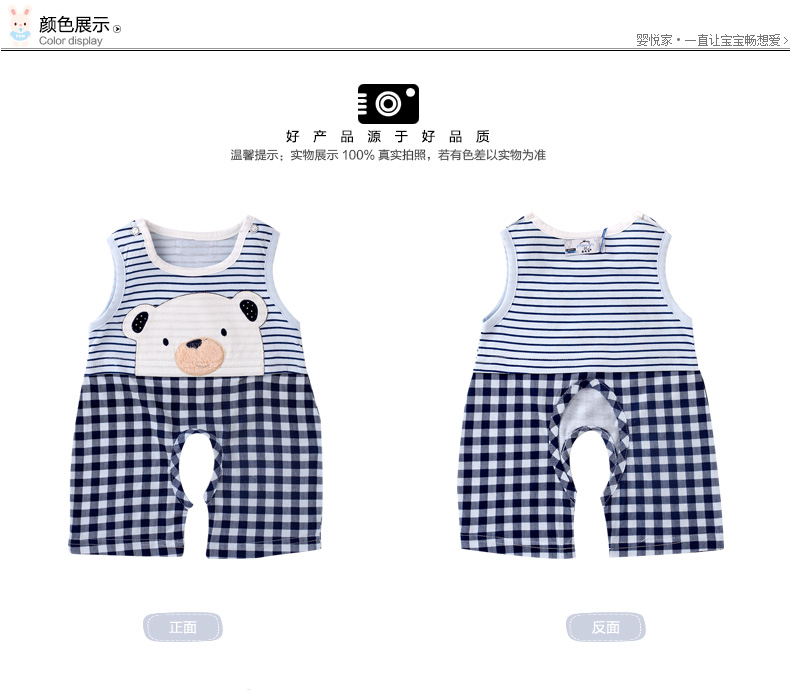 颜色展示
Color display
婴悦家·一直让宝宝畅想爱>
好产品源于好品质
温馨提示：实物展示 100% 真实拍照，若有色差以实物为准
正面
反面